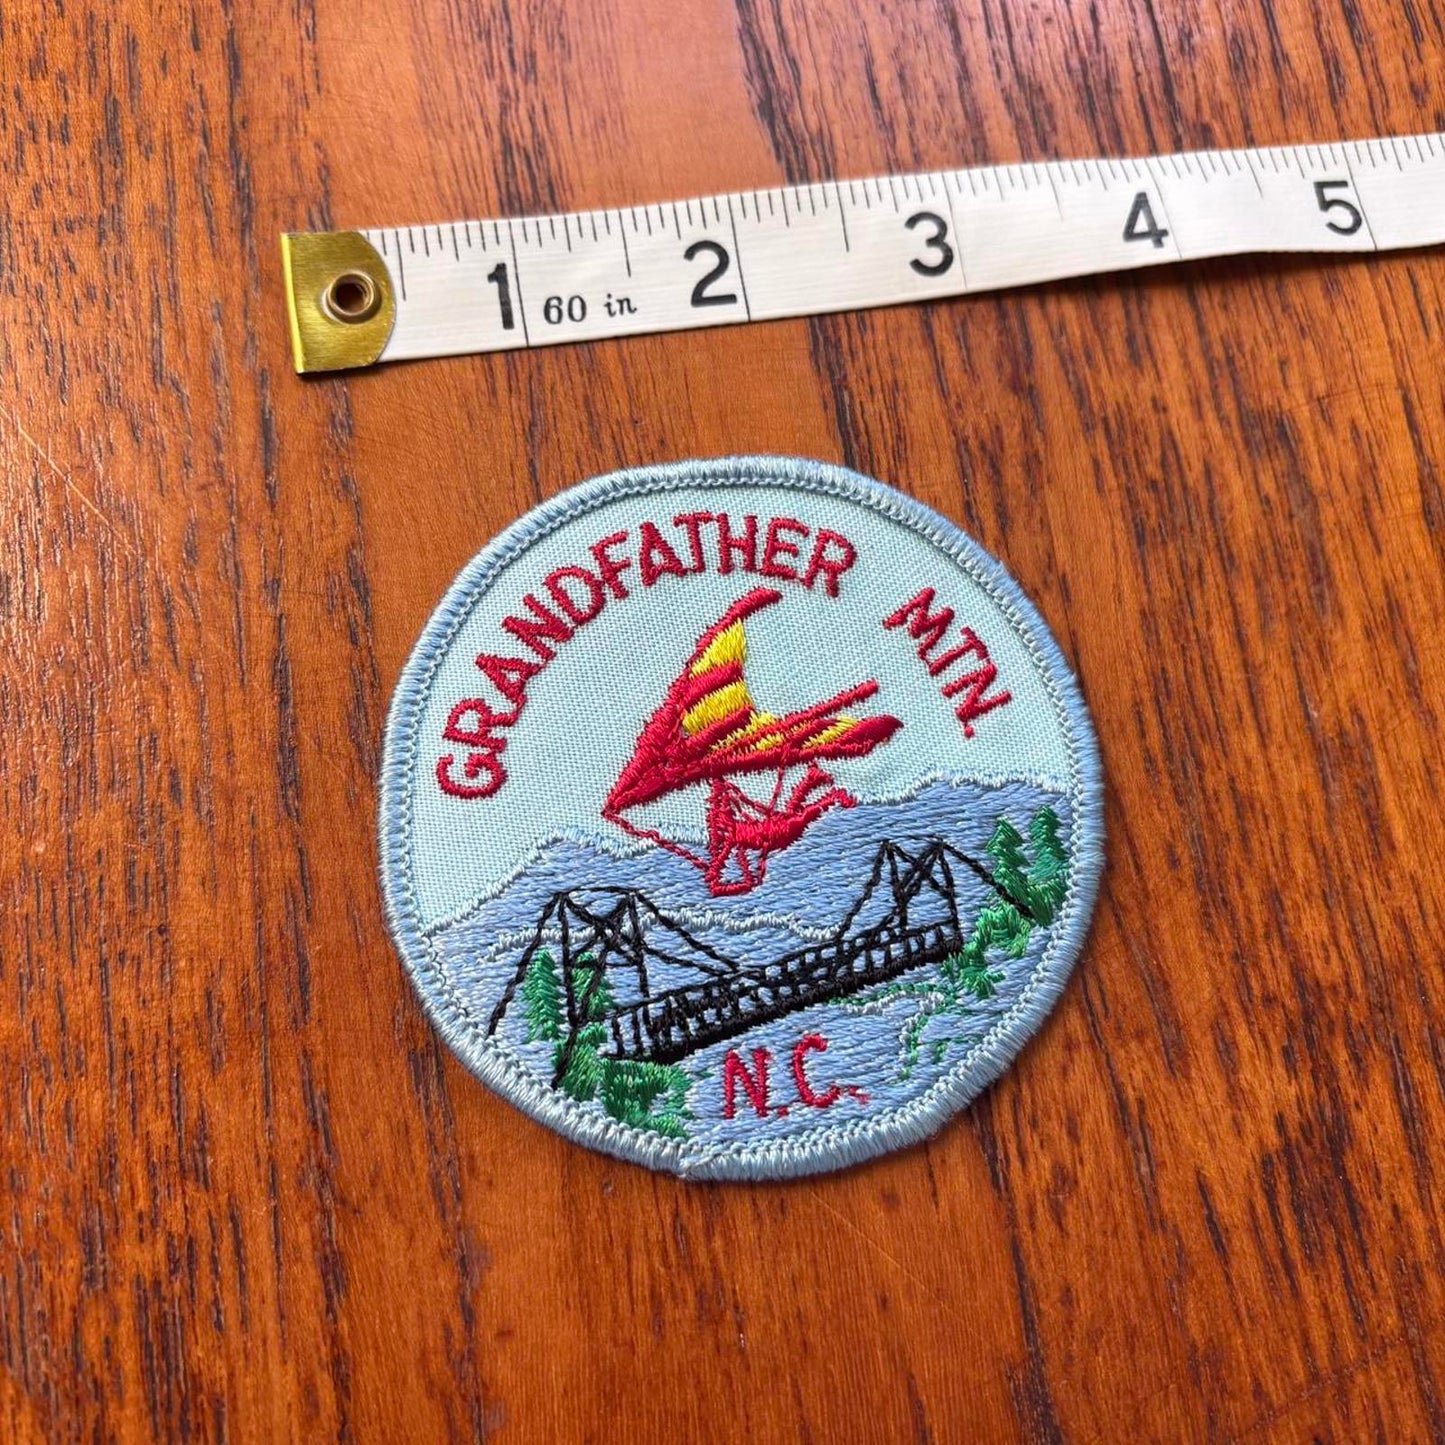 1 60 in 2 3 4 5
GRANDFATHER MTN.
N.C.